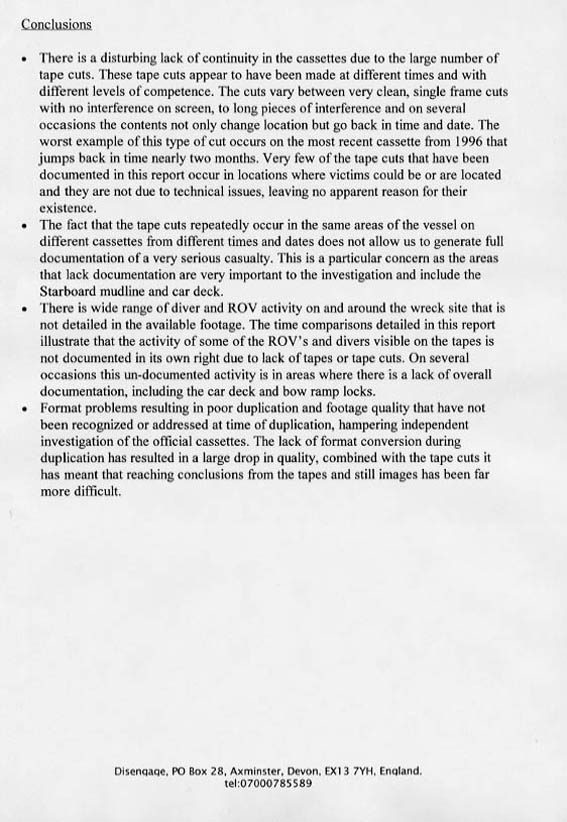 Conclusions
• There is a disturbing lack of continuity in the cassettes due to the large number of
tape cuts. These tape cuts appear to have been made at different times and with
different levels of competence. The cuts vary between very clean, single frame cuts
with no interference on screen, to long pieces of interference and on several
occasions the contents not only change location but go back in time and date. The
worst example of this type of cut occurs on the most recent cassette from 1996 that
jumps back in time nearly two months. Very few of the tape cuts that have been
documented in this report occur in locations where victims could be or are located
and they are not due to technical issues, leaving no apparent reason for their
existence.
• The fact that the tape cuts repeatedly occur in the same areas of the vessel on
different cassettes from different times and dates does not allow us to generate full
documentation of a very serious casualty. This is a particular concern as the areas
that lack documentation are very important to the investigation and include the
Starboard mudline and car deck.
• There is wide range of diver and ROV activity on and around the wreck site that is
not detailed in the available footage. The time comparisons detailed in this report
illustrate that the activity of some of the ROV's and divers visible on the tapes is
not documented in its own right due to lack of tapes or tape cuts. On several
occasions this un-documented activity is in areas where there is a lack of overall
documentation, including the car deck and bow ramp locks.
• Format problems resulting in poor duplication and footage quality that have not
been recognized or addressed at time of duplication, hampering independent
investigation of the official cassettes. The lack of format conversion during
duplication has resulted in a large drop in quality, combined with the tape cuts it
has meant that reaching conclusions from the tapes and still images has been far
more difficult.
Disengage, PO Box 28, Axminster, Devon, EX13 7YH, England.
tel:07000785589